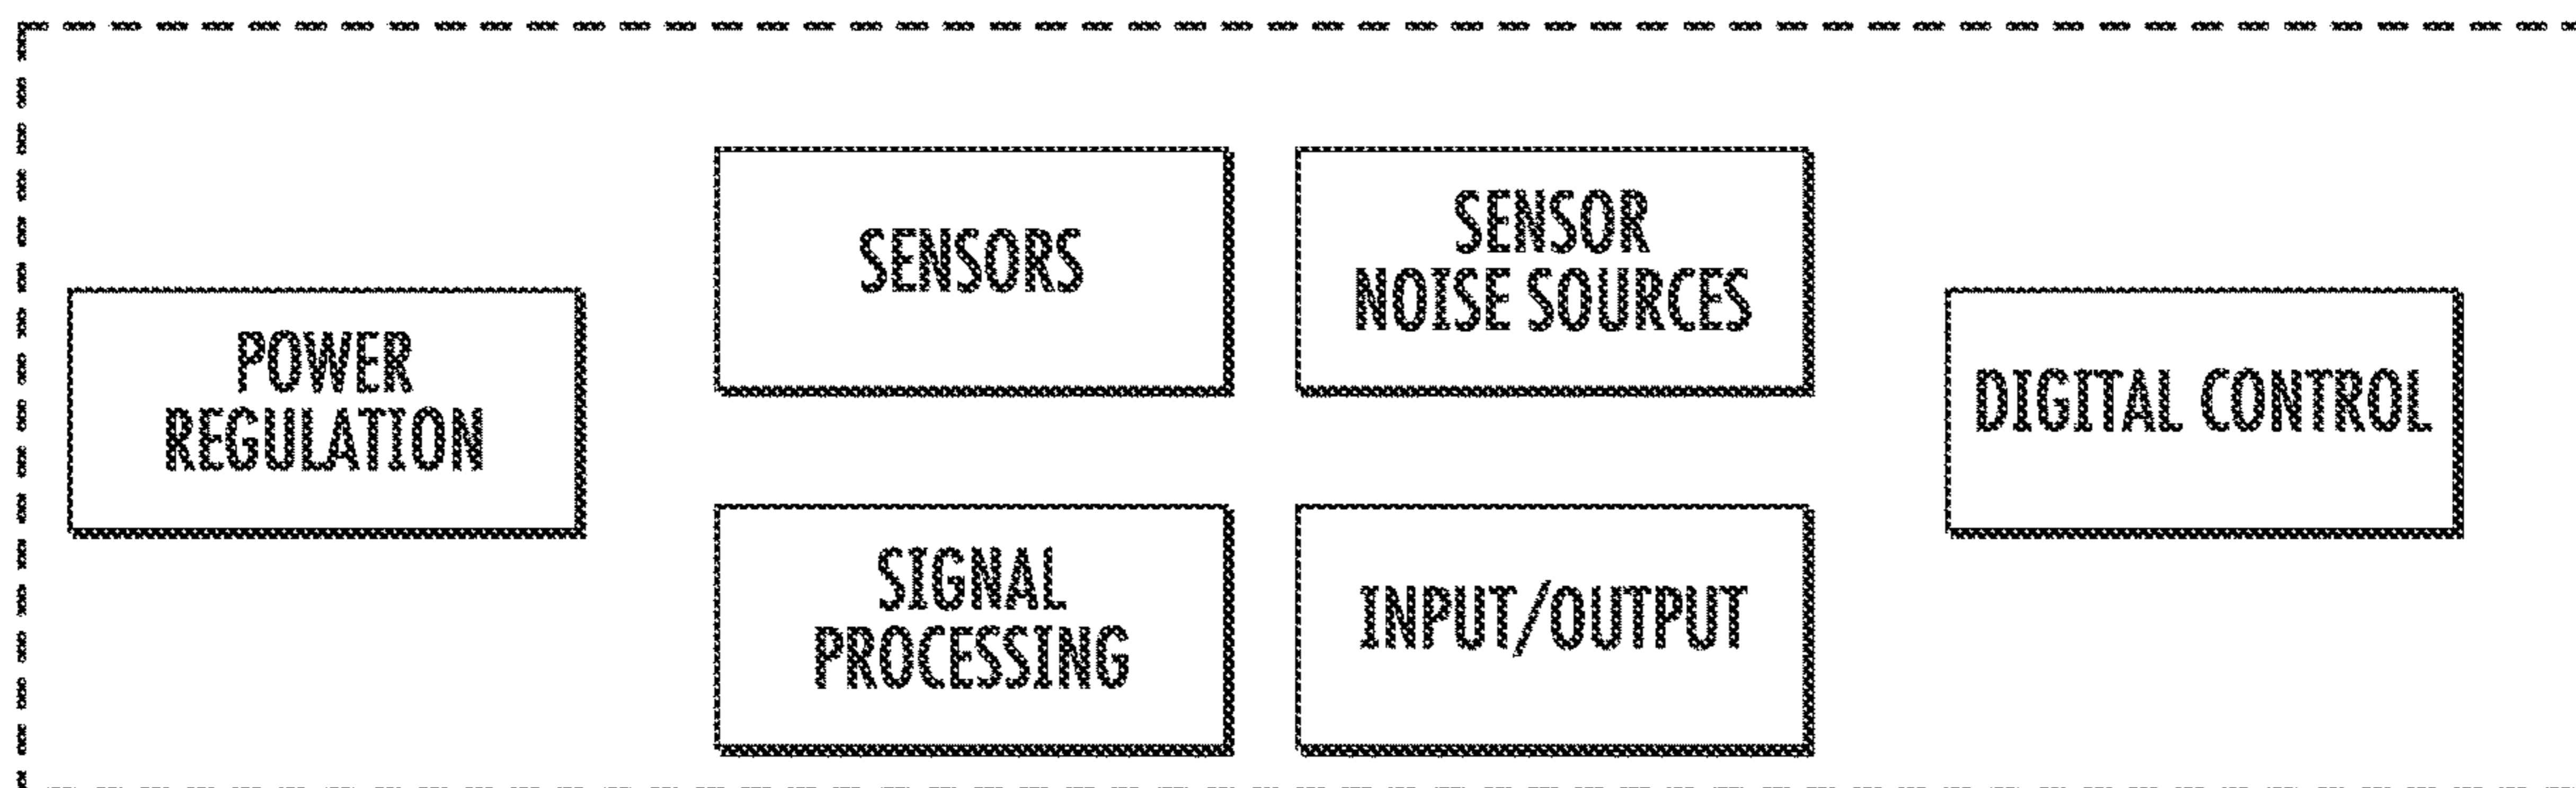 POWER
REGULATION
SENSORS
SENSOR
NOISE SOURCES
SIGNAL
PROCESSING
INPUT/OUTPUT
DIGITAL CONTROL